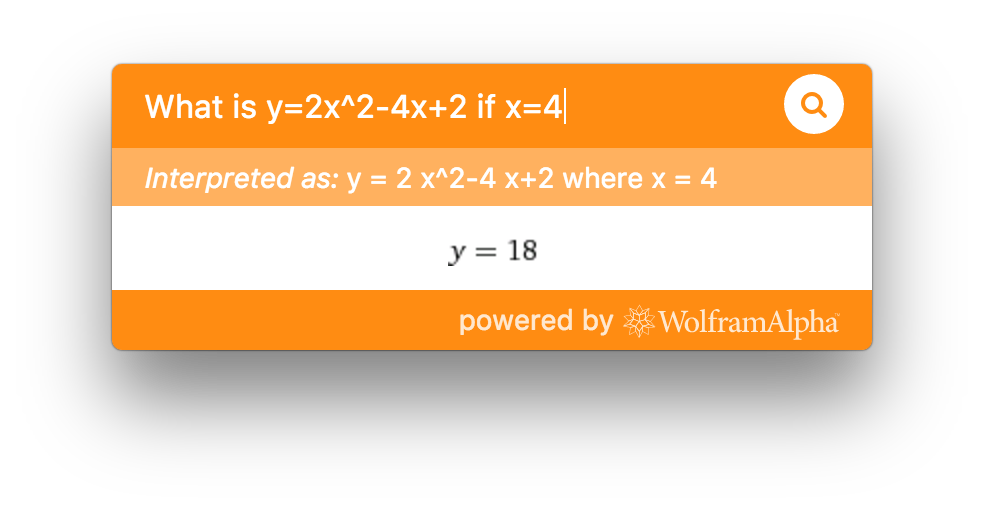 What is y=2x^2-4x+2 if x=4
Interpreted as: y = 2 x^2-4 x+2 where x = 4
y = 18
powered by WolframAlpha